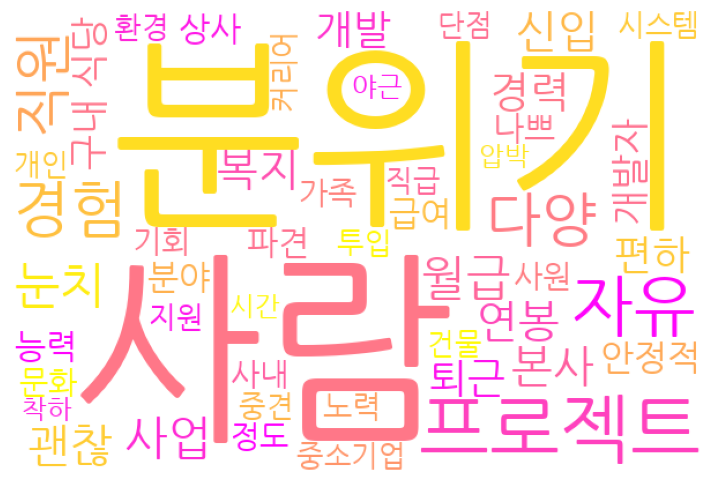 환경 상사 개발 단점 신입 시스템
직원
구내 식당
커리어
분위기
야근
경력
나쁘
개발자
개인
복지
직급
압박
가족
경험
급여
다양
기회
파견
투입
편하
눈치
분야
사람
월급
사원
자유
지원
시간
연봉
능력
건물
본사
안정적
문화
사내
퇴근
착하
중견
노력
프로젝트
괜찮
사업
정도
중소기업